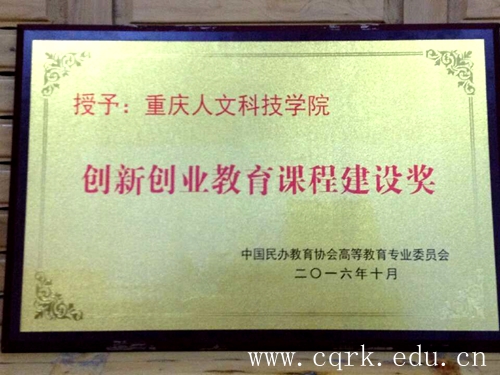 授予：重庆人文科技学院
创新创业教育课程建设奖
中国民办教育协会高等教育专业委员会
二〇一六年十月
www.cqrk.edu.cn